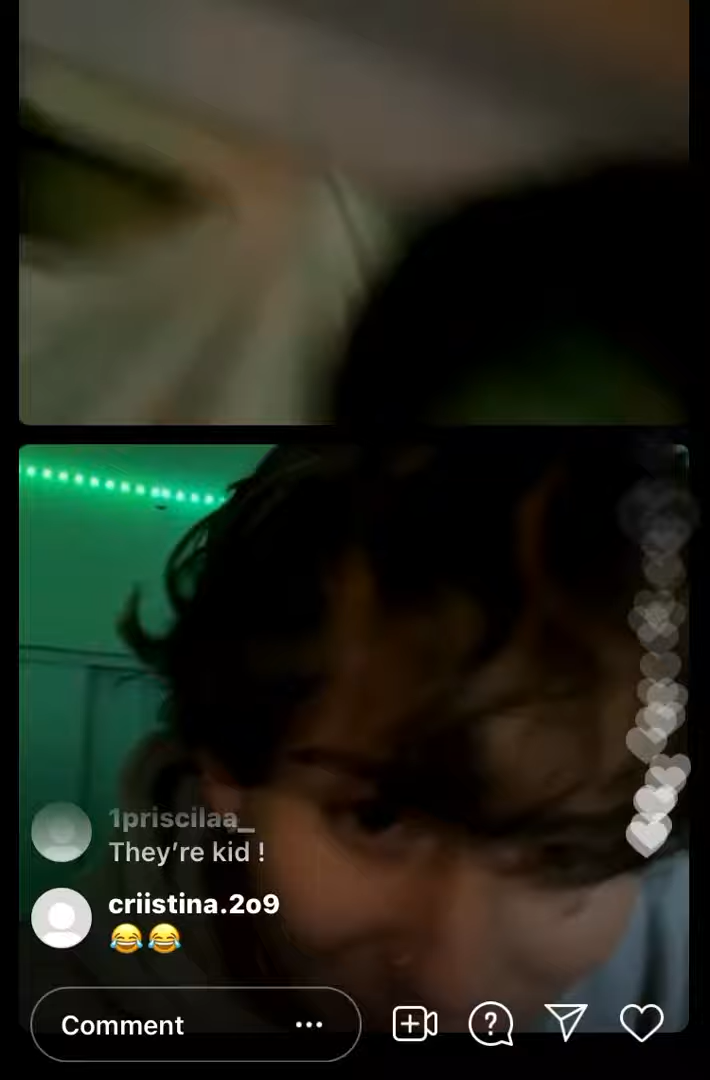 1priscilaa_
They’re kid !
criistina.2o9
😂😂
Comment